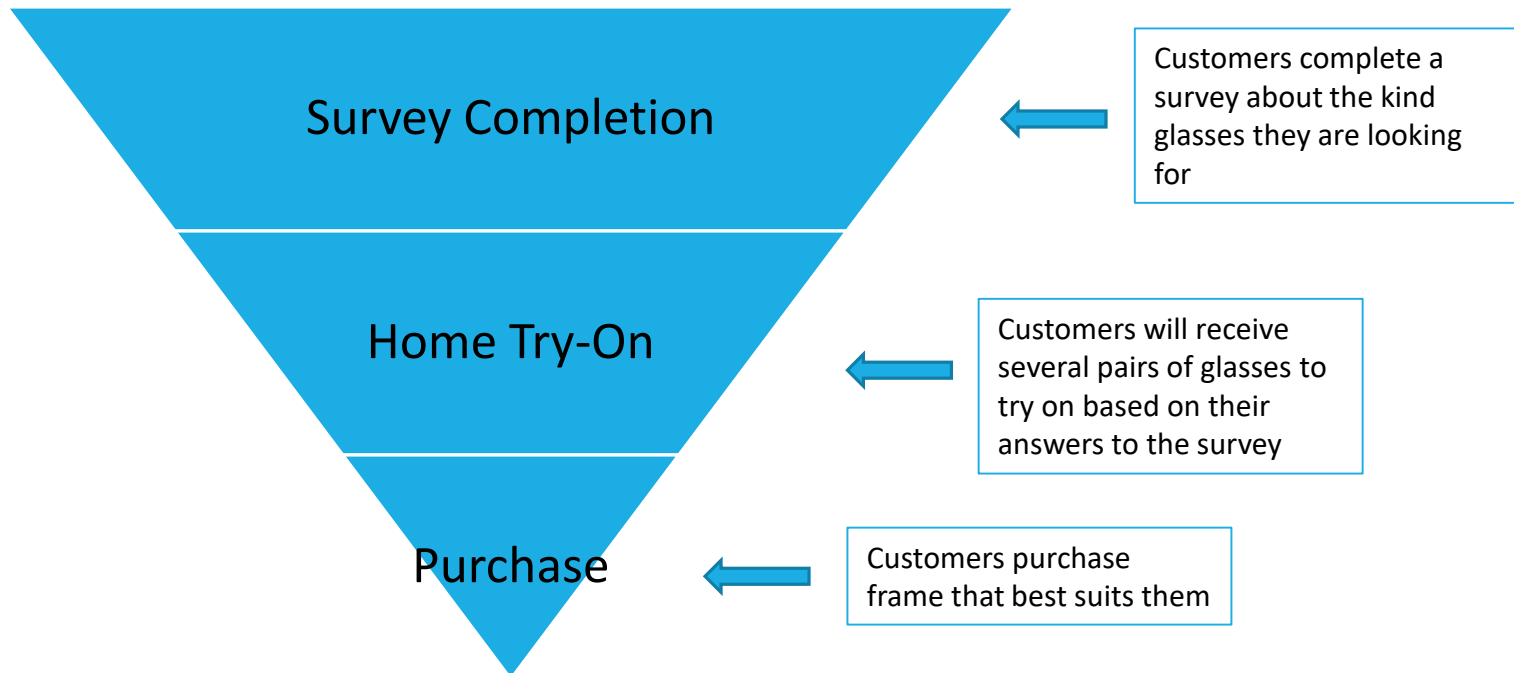 Survey Completion
Customers complete a
survey about the kind
glasses they are looking
for
Home Try-On
Customers will receive
several pairs of glasses to
try on based on their
answers to the survey
Purchase
Customers purchase
frame that best suits them